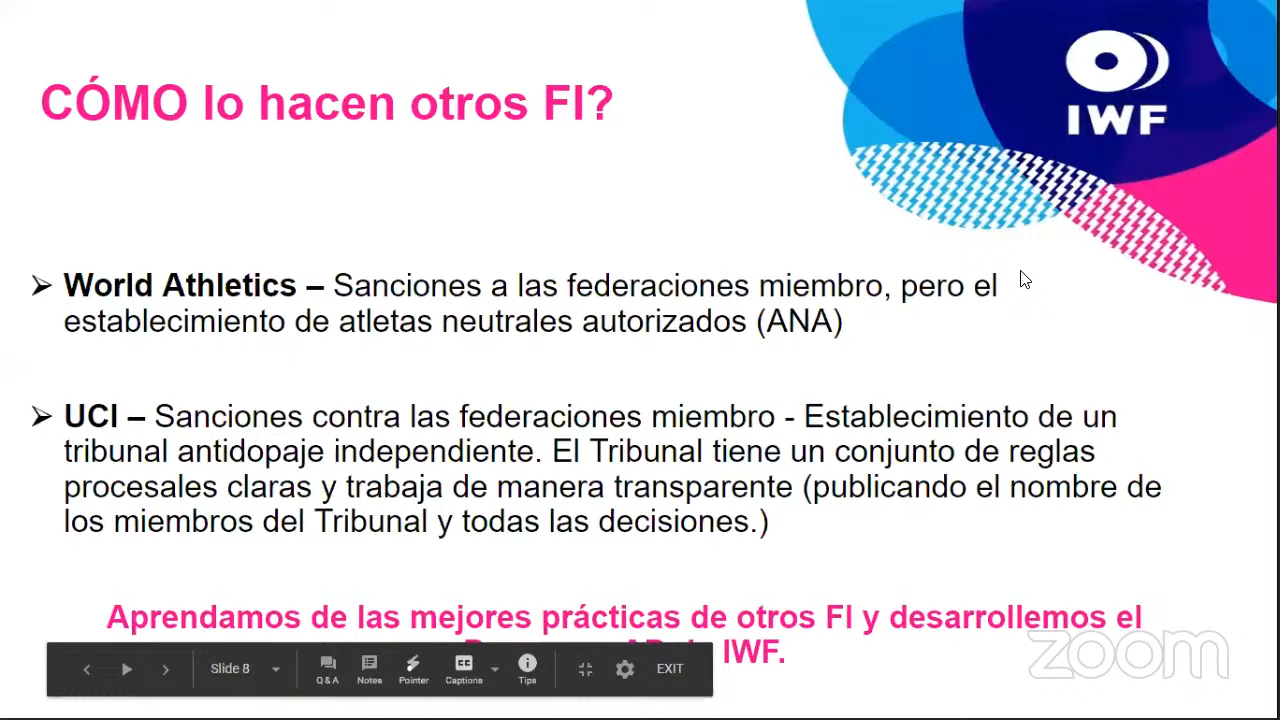 IWF
CÓMO lo hacen otros FI?
➢ World Athletics – Sanciones a las federaciones miembro, pero el
establecimiento de atletas neutrales autorizados (ANA)
➢ UCI – Sanciones contra las federaciones miembro - Establecimiento de un
tribunal antidopaje independiente. El Tribunal tiene un conjunto de reglas
procesales claras y trabaja de manera transparente (publicando el nombre de
los miembros del Tribunal y todas las decisiones.)
Aprendamos de las mejores prácticas de otros FI y desarrollemos el
IWF.
zoom
Slide 8
Q & A
Notes
Pointer
CC
Captions
Tips
EXIT